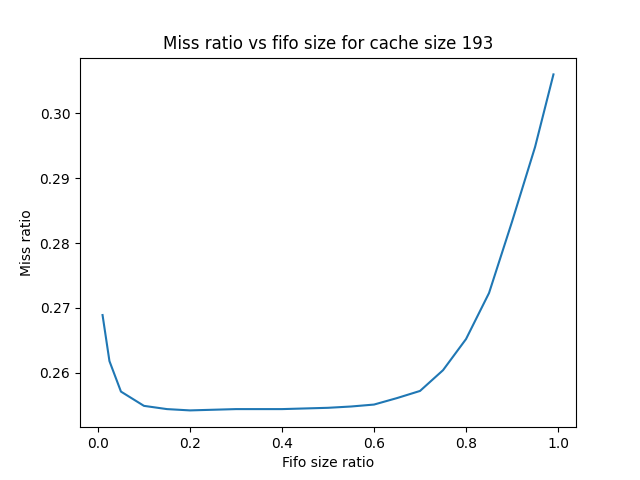 Miss ratio vs fifo size for cache size 193
0.30
0.29
0.28
0.27
0.26
Miss ratio
0.0 0.2 0.4 0.6 0.8 1.0
Fifo size ratio